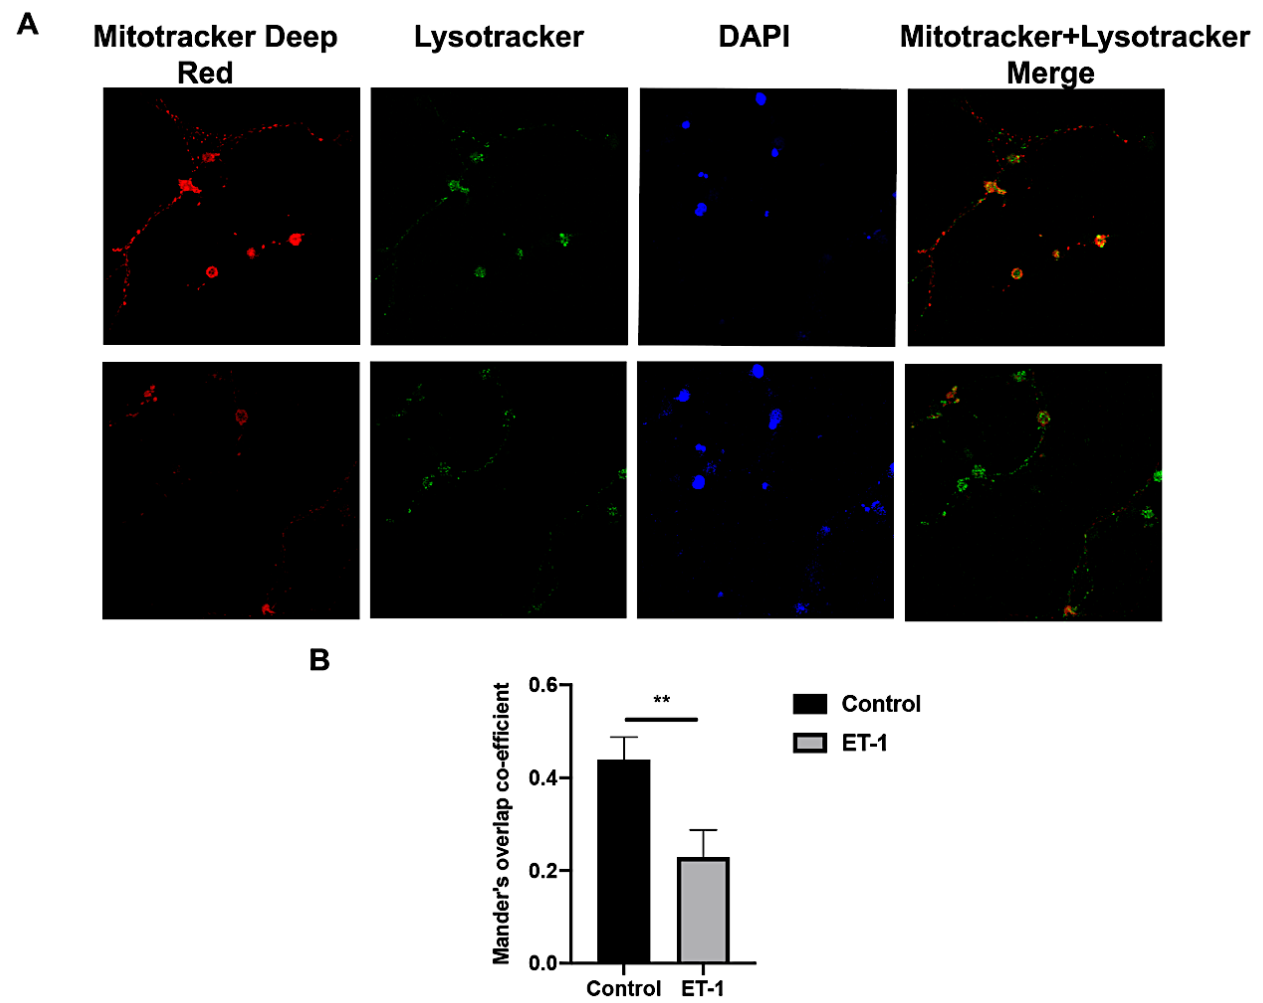 A
Mitotracker Deep
Red
Lysotracker
DAPI
Mitotracker+Lysotracker
Merge
B
Mander's overlap co-efficient
0.6
0.4
0.2
0.0
**
Control
ET-1
Control
ET-1